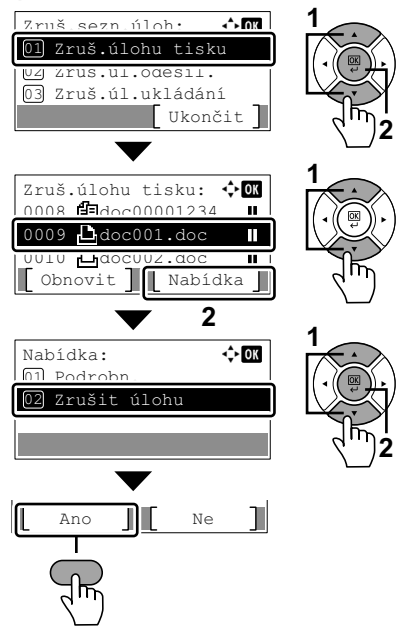 Zruš.sezn.úloh: OK
01 Zruš.úlohu tisku
02 Zruš.úl.odesíl.
03 Zruš.úl.ukládání
[ Ukončit ]
1
OK
2
Zruš.úlohu tisku: OK
0008 doc00001234
0009 doc001.doc
0010 doc002.doc
[ Obnovit ] [ Nabídka ]
2
1
OK
Nabídka: OK
01 Podrobn
02 Zrušit úlohu
1
OK
2
[ Ano ] [ Ne ]